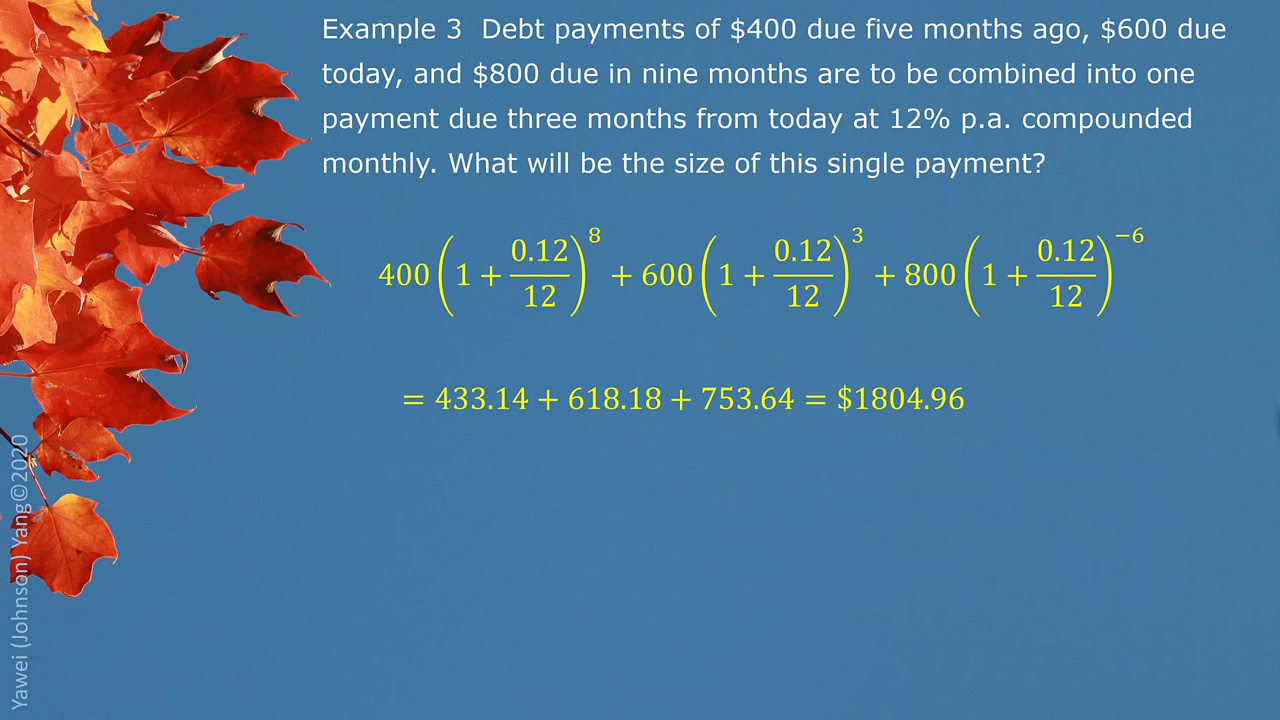 Example 3  Debt payments of $400 due five months ago, $600 due
today, and $800 due in nine months are to be combined into one
payment due three months from today at 12% p.a. compounded
monthly. What will be the size of this single payment?
400(1 + 0.12/12)^8 + 600(1 + 0.12/12)^3 + 800(1 + 0.12/12)^−6
= 433.14 + 618.18 + 753.64 = $1804.96
Yawei (Johnson) Yang©2020